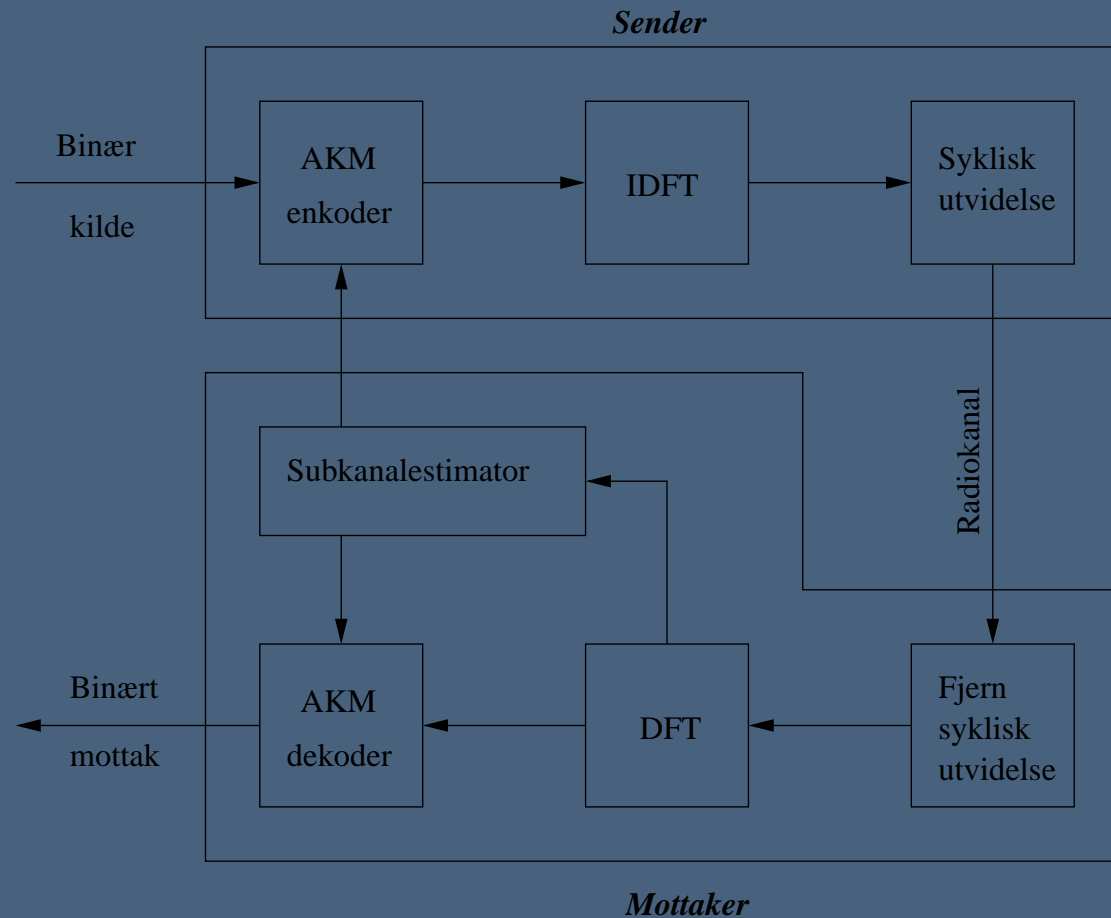 Sender
Binær
kilde
AKM
enkoder
IDFT
Syklisk
utvidelse
Radiokanal
Subkanalestimator
Binært
mottak
AKM
dekoder
DFT
Fjern
syklisk
utvidelse
Mottaker